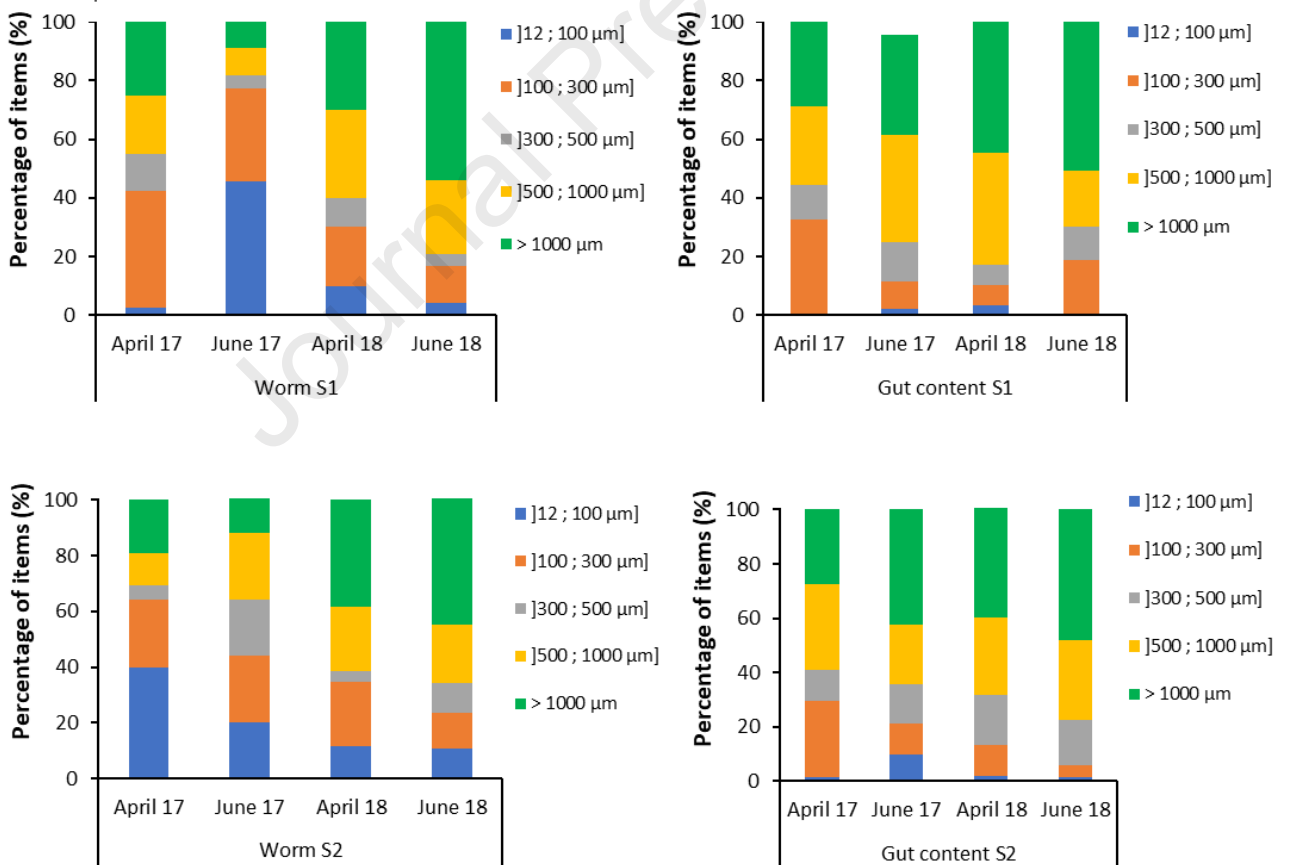 Percentage of items (%)
100
80
60
40
20
0
April 17 June 17 April 18 June 18
Worm S1
]12 ; 100 µm]
]100 ; 300 µm]
]300 ; 500 µm]
]500 ; 1000 µm]
> 1000 µm
Percentage of items (%)
100
80
60
40
20
0
April 17 June 17 April 18 June 18
Gut content S1
]12 ; 100 µm]
]100 ; 300 µm]
]300 ; 500 µm]
]500 ; 1000 µm]
> 1000 µm
Journal Pre
Percentage of items (%)
100
80
60
40
20
0
April 17 June 17 April 18 June 18
Worm S2
]12 ; 100 µm]
]100 ; 300 µm]
]300 ; 500 µm]
]500 ; 1000 µm]
> 1000 µm
Percentage of items (%)
100
80
60
40
20
0
April 17 June 17 April 18 June 18
Gut content S2
]12 ; 100 µm]
]100 ; 300 µm]
]300 ; 500 µm]
]500 ; 1000 µm]
> 1000 µm